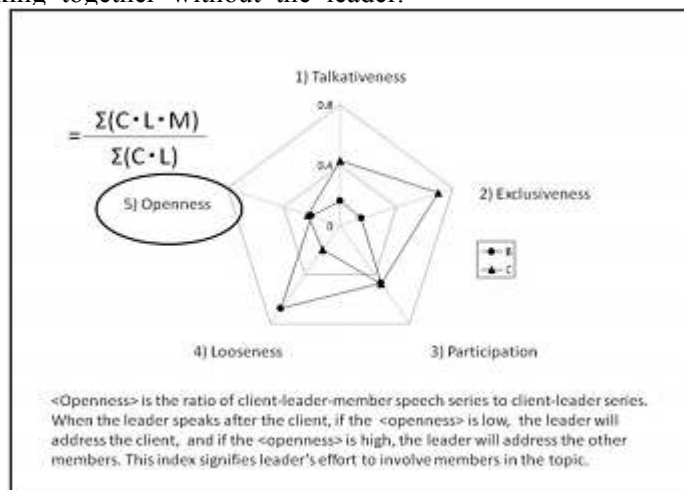 together without the leader.
1) Talkativeness
0.8
= Σ(C・L・M)
Σ(C・L)
0.4
5) Openness
2) Exclusiveness
0
B
C
4) Looseness
3) Participation
<Openness> is the ratio of client-leader-member speech series to client-leader series.
When the leader speaks after the client, if the <openness> is low, the leader will
address the client, and if the <openness> is high, the leader will address the other
members. This index signifies leader's effort to involve members in the topic.